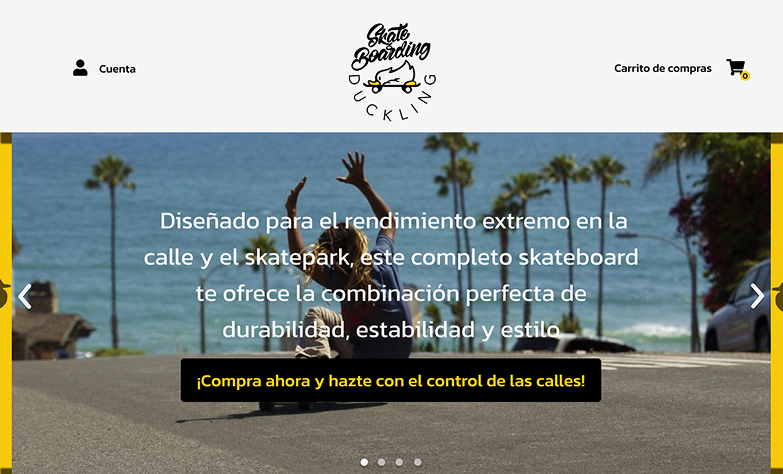 Skate
Boarding
DUCKLING
Cuenta
Carrito de compras
0
Diseñado para el rendimiento extremo en la
calle y el skatepark, este completo skateboard
te ofrece la combinación perfecta de
durabilidad, estabilidad y estilo
¡Compra ahora y hazte con el control de las calles!